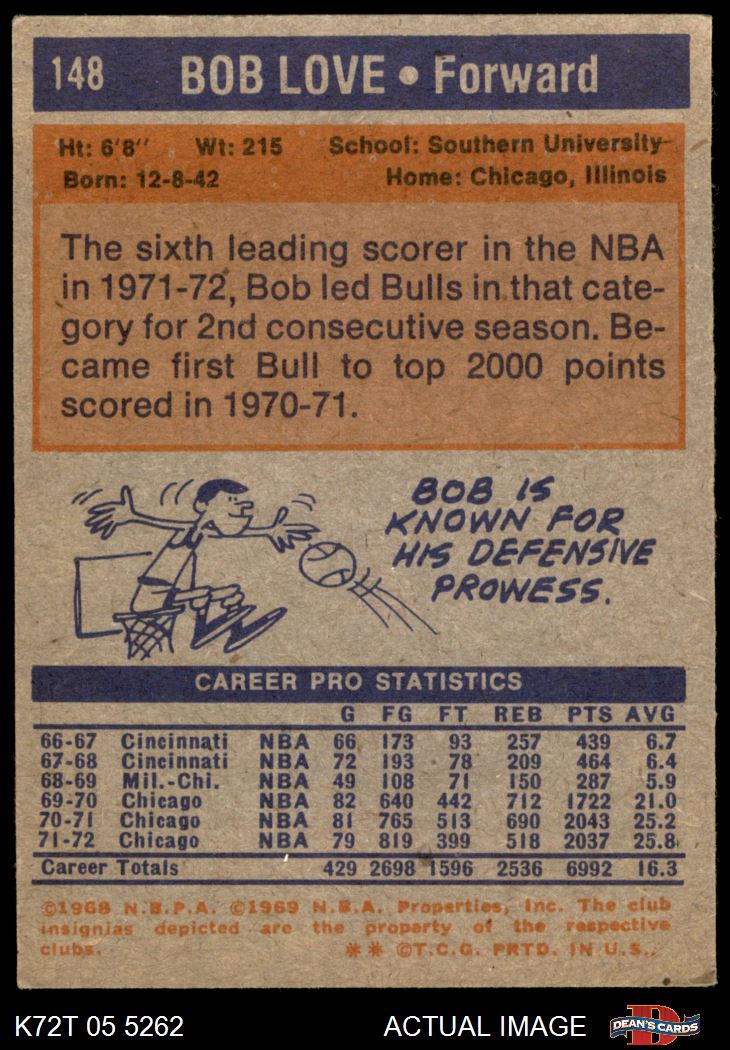 148 BOB LOVE • Forward
Ht: 6'8" Wt: 215 School: Southern University
Born: 12-8-42 Home: Chicago, Illinois
The sixth leading scorer in the NBA
in 1971-72, Bob led Bulls in that cate-
gory for 2nd consecutive season. Be-
came first Bull to top 2000 points
scored in 1970-71.
BOB IS
KNOWN FOR
HIS DEFENSIVE
PROWESS.
CAREER PRO STATISTICS
G FG FT REB PTS AVG
66-67 Cincinnati NBA 66 173 93 257 439 6.7
67-68 Cincinnati NBA 72 193 78 209 464 6.4
68-69 Mil.-Chi. NBA 49 108 71 150 287 5.9
69-70 Chicago NBA 82 640 442 712 1722 21.0
70-71 Chicago NBA 81 765 513 690 2043 25.2
71-72 Chicago NBA 79 819 399 518 2037 25.8
Career Totals 429 2698 1596 2536 6992 16.3
©1968 N.B.P.A. ©1969 N.B.A. Properties, Inc. The club
insignias depicted are the property of the respective
clubs. ** ©T.C.G. PRTD. IN U.S..
K72T 05 5262 ACTUAL IMAGE D DEAN'S CARDS